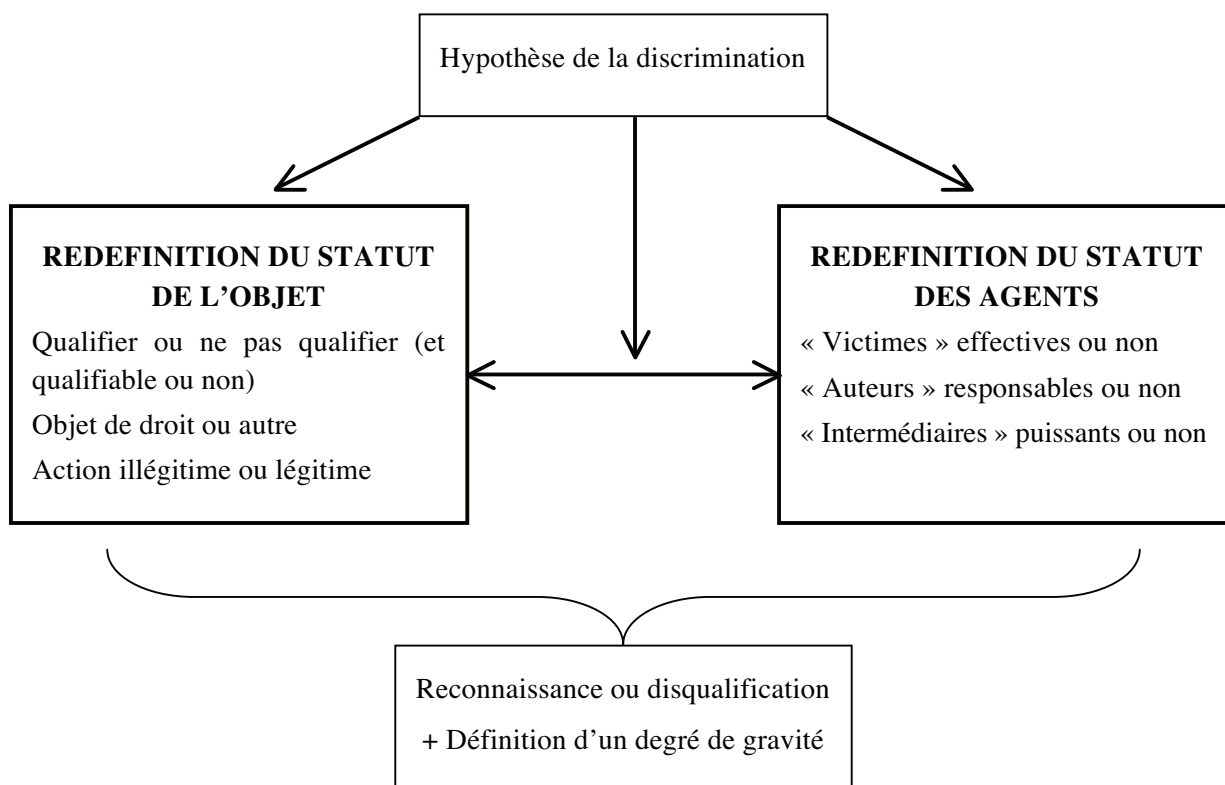 Hypothèse de la discrimination
REDEFINITION DU STATUT
DE L'OBJET
Qualifier ou ne pas qualifier (et
qualifiable ou non)
Objet de droit ou autre
Action illégitime ou légitime
REDEFINITION DU STATUT
DES AGENTS
« Victimes » effectives ou non
« Auteurs » responsables ou non
« Intermédiaires » puissants ou non
Reconnaissance ou disqualification
+ Définition d'un degré de gravité